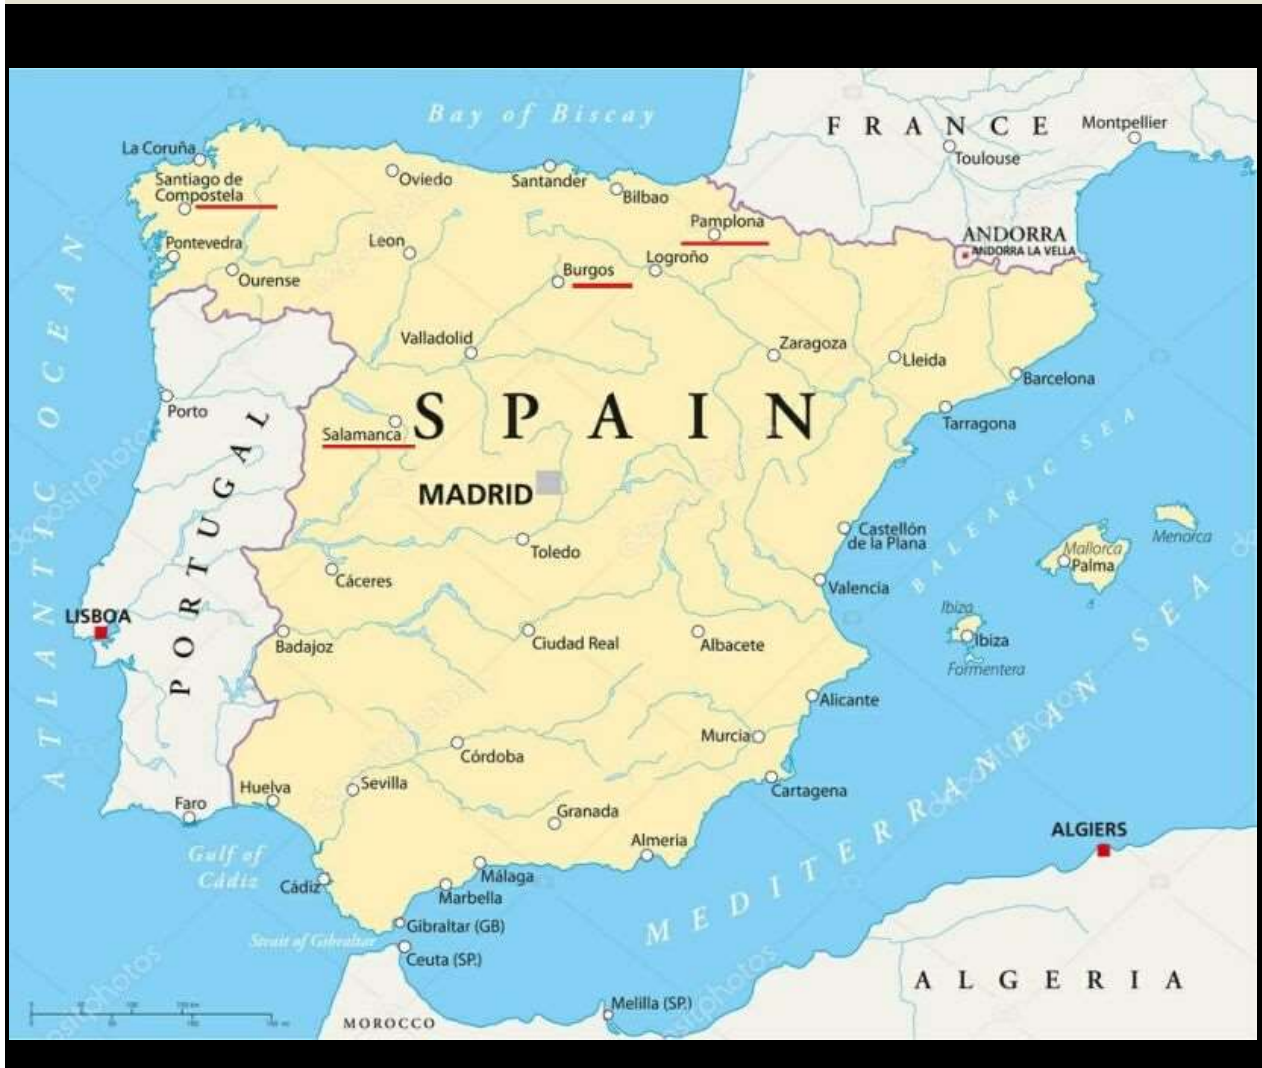 Bay of Biscay
FRANCE
Montpellier
Toulouse
La Coruña
Santiago de
Compostela
Oviedo
Santander
Bilbao
Pamplona
ANDORRA
ANDORRA LA VELLA
Pontevedra
Leon
Logroño
Ourense
Burgos
Valladolid
Zaragoza
Lleida
Barcelona
Tarragona
Porto
Salamanca
SPAIN
MADRID
PORTUGAL
ATLANTIC OCEAN
BALEARIC SEA
Toledo
Castellón
de la Plana
Menorca
Mallorca
Palma
Cáceres
Valencia
LISBOA
Badajoz
Ciudad Real
Albacete
Ibiza
Ibiza
Formentera
Alicante
Murcia
Córdoba
Cartagena
Huelva
Sevilla
Faro
Granada
Almeria
ALGIERS
Gulf of
Cádiz
Cádiz
Málaga
Marbella
MEDITERRANEAN SEA
Gibraltar (GB)
Strait of Gibraltar
Ceuta (SP.)
ALGERIA
Melilla (SP.)
MOROCCO
depositphotos